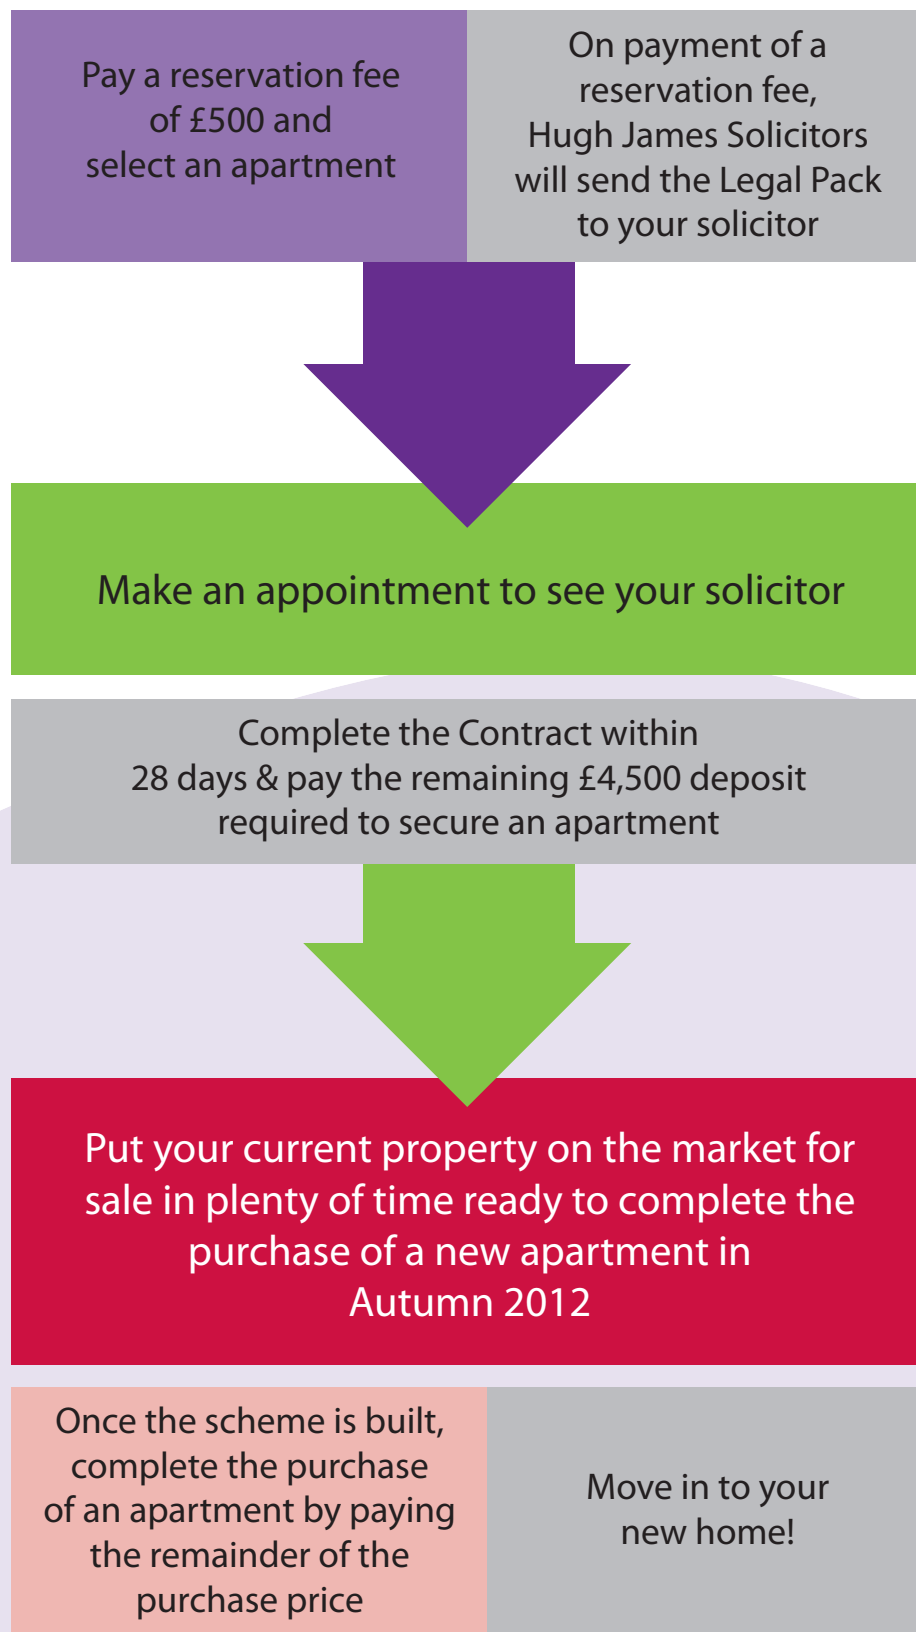 Pay a reservation fee
of £500 and
select an apartment
On payment of a
reservation fee,
Hugh James Solicitors
will send the Legal Pack
to your solicitor
Make an appointment to see your solicitor
Complete the Contract within
28 days & pay the remaining £4,500 deposit
required to secure an apartment
Put your current property on the market for
sale in plenty of time ready to complete the
purchase of a new apartment in
Autumn 2012
Once the scheme is built,
complete the purchase
of an apartment by paying
the remainder of the
purchase price
Move in to your
new home!